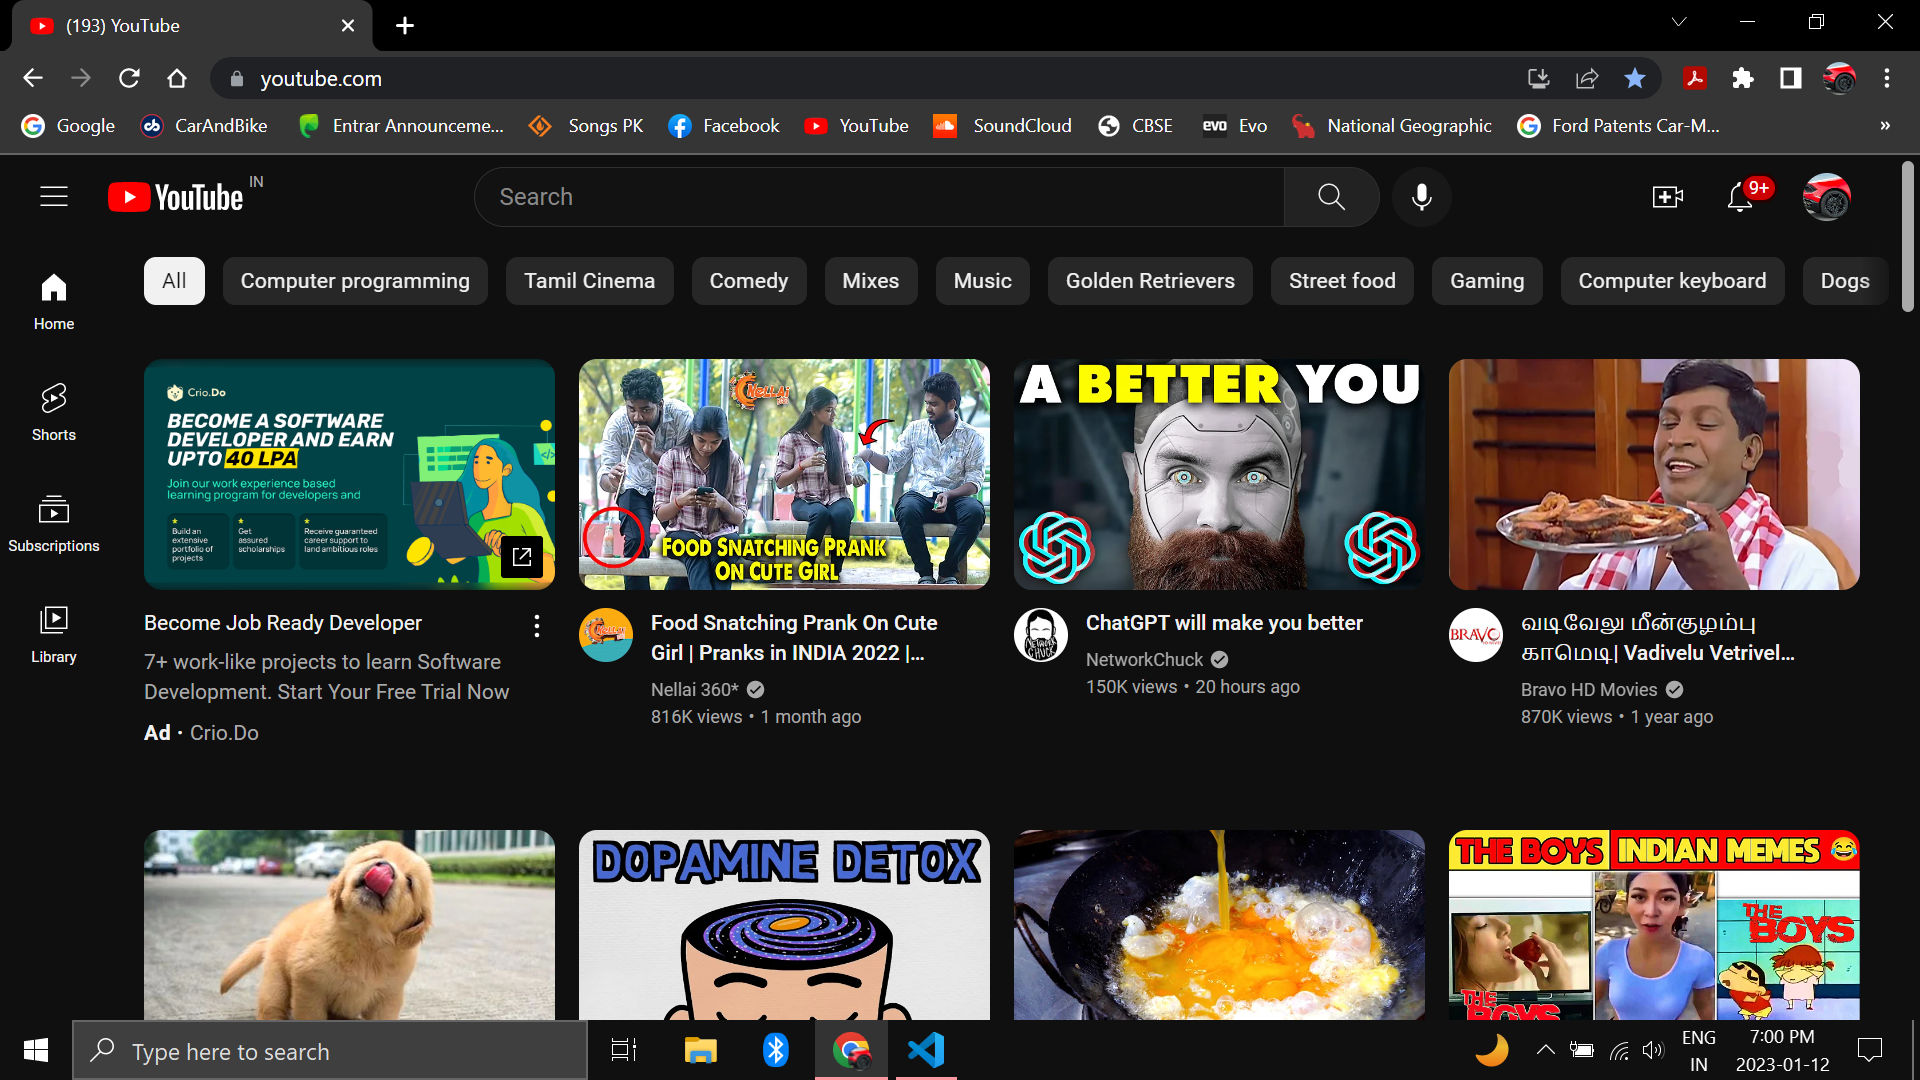 (193) YouTube
youtube.com
Google
CarAndBike
Entrar Announceme...
Songs PK
Facebook
YouTube
SoundCloud
CBSE
evo
Evo
National Geographic
Ford Patents Car-M...
»
YouTube
IN
Search
9+
All
Computer programming
Tamil Cinema
Comedy
Mixes
Music
Golden Retrievers
Street food
Gaming
Computer keyboard
Dogs
Home
Shorts
Subscriptions
Library
Crio.Do
BECOME A SOFTWARE
DEVELOPER AND EARN
UPTO 40 LPA
Join our work experience based
learning program for developers and
Build an
extensive
portfolio of
projects
Get
assured
scholarships
Receive guaranteed
career support to
land ambitious roles
Become Job Ready Developer
7+ work-like projects to learn Software
Development. Start Your Free Trial Now
Ad · Crio.Do
NELLAI
FOOD SNATCHING PRANK
ON CUTE GIRL
Food Snatching Prank On Cute
Girl | Pranks in INDIA 2022 |...
Nellai 360*
816K views • 1 month ago
A BETTER YOU
NETWORK
CHUCK
ChatGPT will make you better
NetworkChuck
150K views • 20 hours ago
BRAVO
வடிவேலு மீன்குழம்பு
காமெடி| Vadivelu Vetrivel...
Bravo HD Movies
870K views • 1 year ago
DOPAMINE DETOX
THE BOYS INDIAN MEMES
THE
BOYS
THE
BOYS
Type here to search
ENG
IN
7:00 PM
2023-01-12